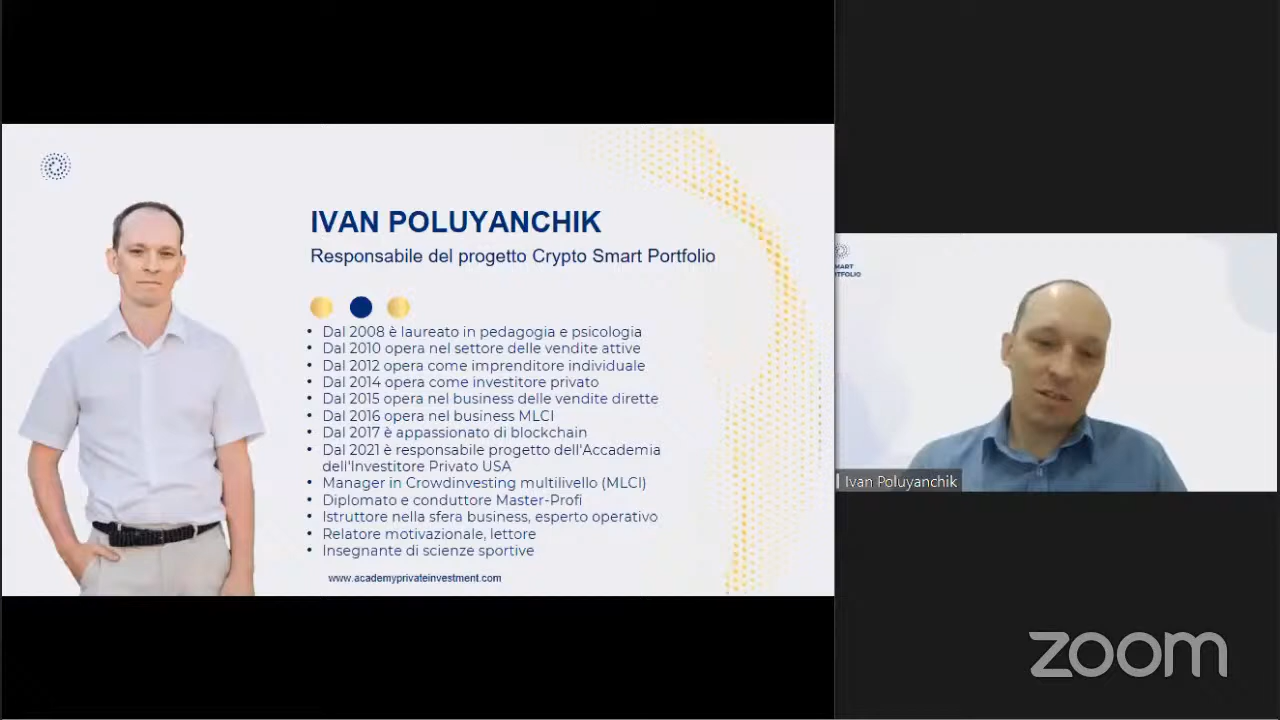 IVAN POLUYANCHIK
Responsabile del progetto Crypto Smart Portfolio
• Dal 2008 è laureato in pedagogia e psicologia
• Dal 2010 opera nel settore delle vendite attive
• Dal 2012 opera come imprenditore individuale
• Dal 2014 opera come investitore privato
• Dal 2015 opera nel business delle vendite dirette
• Dal 2016 opera nel business MLCI
• Dal 2017 è appassionato di blockchain
• Dal 2021 è responsabile progetto dell'Accademia
dell'Investitore Privato USA
• Manager in Crowdinvesting multilivello (MLCI)
• Diplomato e conduttore Master-Profi
• Istruttore nella sfera business, esperto operativo
• Relatore motivazionale, lettore
• Insegnante di scienze sportive
www.academyprivateinvestment.com
MART
TFOLIO
Ivan Poluyanchik
zoom